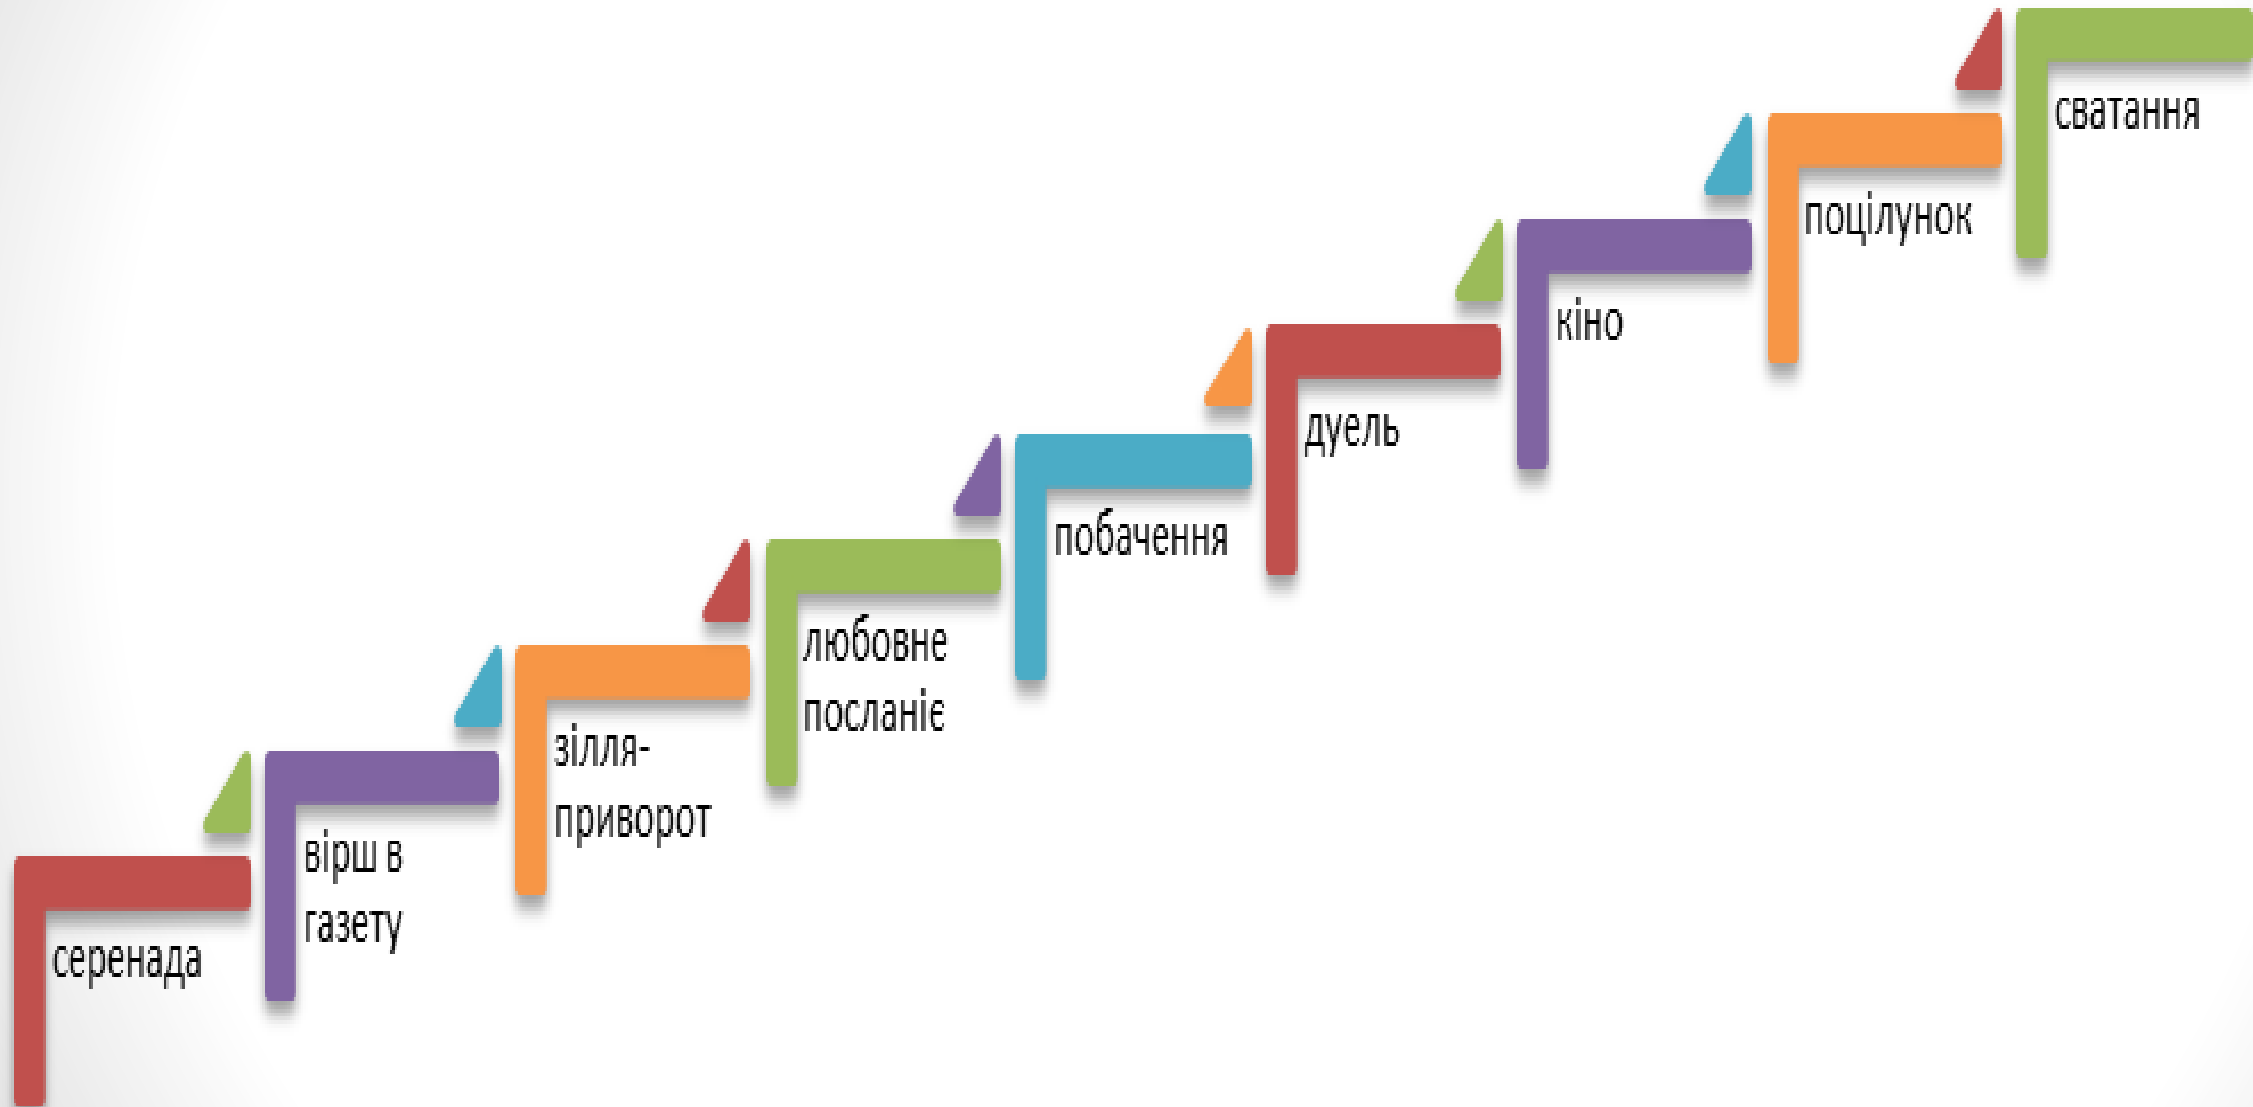 серенада
вірш в
газету
зілля-
приворот
любовне
посланіє
побачення
дуель
кіно
поцілунок
сватання